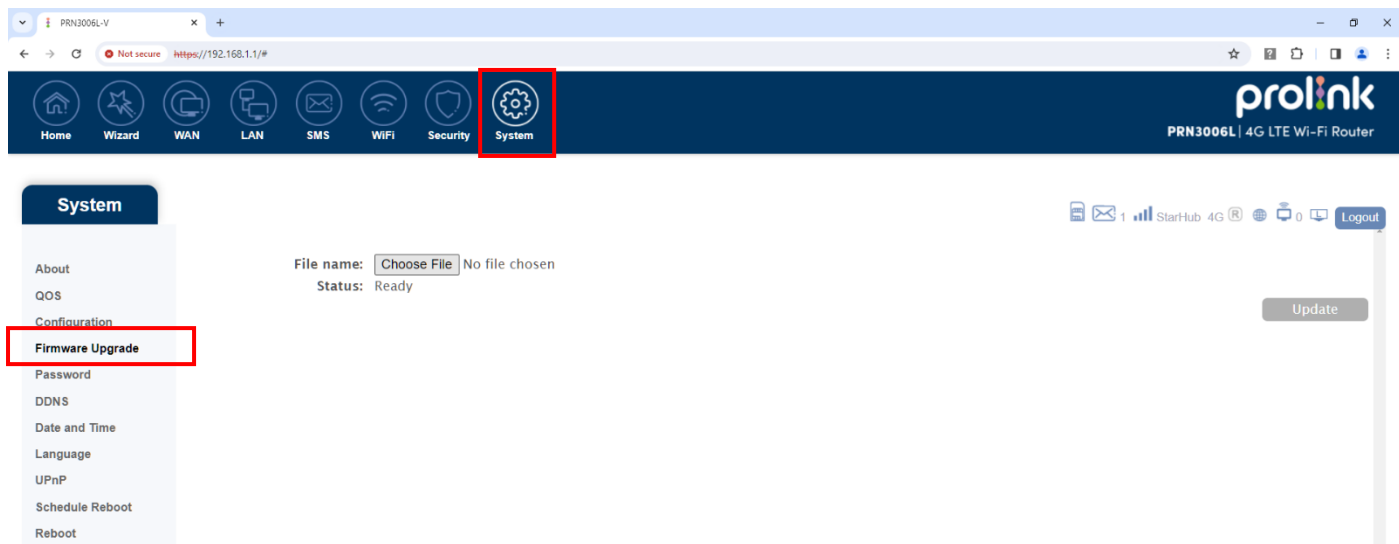 PRN3006L-V
Not secure https://192.168.1.1/#
prolink
Home Wizard WAN LAN SMS WiFi Security System
PRN3006L | 4G LTE Wi-Fi Router
System
1 StarHub 4G R 0 L Logout
About
File name: Choose File No file chosen
Status: Ready
QOS
Update
Configuration
Firmware Upgrade
Password
DDNS
Date and Time
Language
UPnP
Schedule Reboot
Reboot